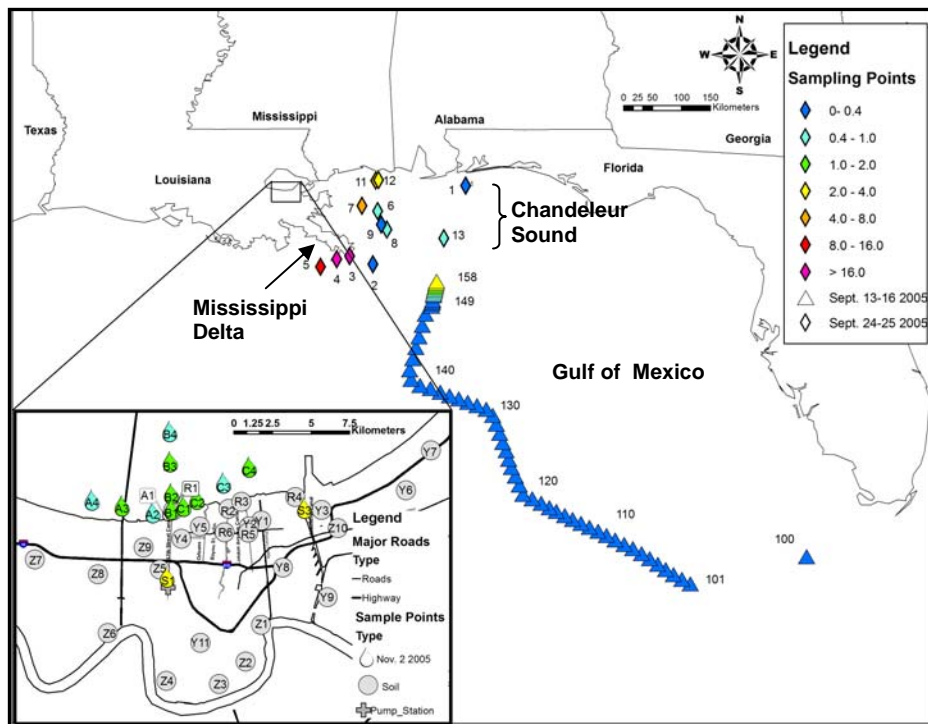 N
W E
S
0 25 50 100 150
Kilometers
Legend
Sampling Points
0- 0.4
0.4 - 1.0
1.0 - 2.0
2.0 - 4.0
4.0 - 8.0
8.0 - 16.0
> 16.0
Sept. 13-16 2005
Sept. 24-25 2005
Texas
Mississippi
Alabama
Georgia
Louisiana
Florida
11 12
1
7
6
9
8
13
Chandeleur
Sound
5
4
3
2
Mississippi
Delta
158
149
140
130
120
110
100
101
Gulf of Mexico
0 1.25 2.5 5 7.5
Kilometers
B4
B3
C4
Y7
A4
A3
A1
R1
B2
C3
Y6
A2
B1
C1
C2
R4
S3
Y3
R3
R2
Z10
Y5
Y2
Y1
Z9
Y4
R6
R5
Z7
Z8
Z5
S1
Y8
Y9
Z6
Y11
Z1
Z2
Z4
Z3
Legend
Major Roads
Type
Roads
Highway
Sample Points
Type
Nov. 2 2005
Soil
Pump_Station